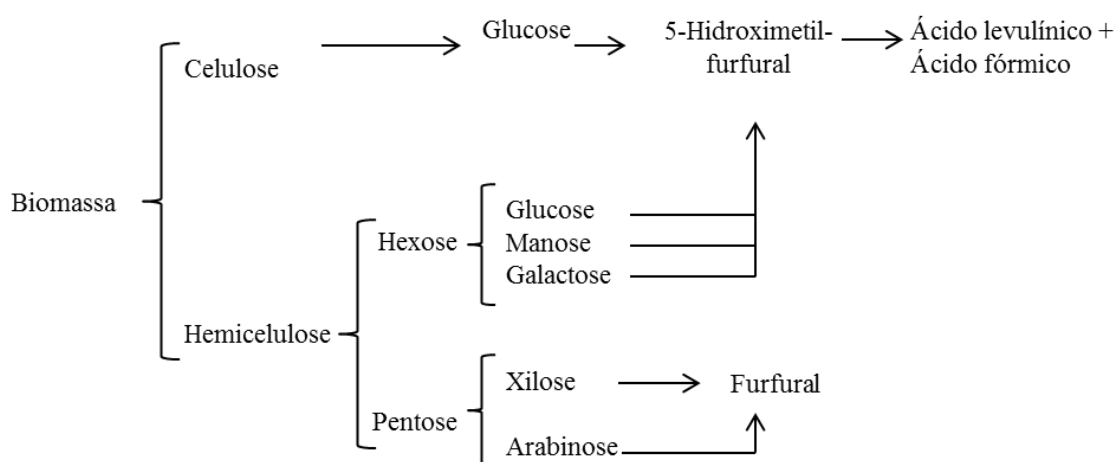 Biomassa
Celulose
Glucose
5-Hidroximetil-
furfural
Ácido levulínico +
Ácido fórmico
Hemicelulose
Hexose
Glucose
Manose
Galactose
Pentose
Xilose
Furfural
Arabinose